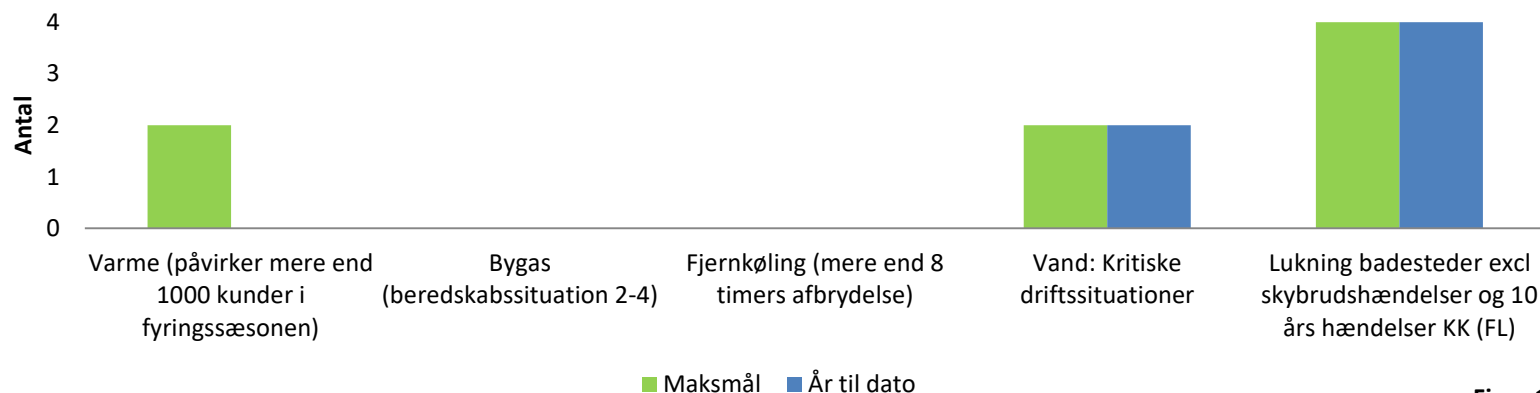 4
3
2
1
0
Antal
Varme (påvirker mere end
1000 kunder i
fyringssæsonen)
Bygas
(beredskabssituation 2-4)
Fjernkøling (mere end 8
timers afbrydelse)
Vand: Kritiske
driftssituationer
Lukning badesteder excl
skybrudshændelser og 10
års hændelser KK (FL)
Maksmål
År til dato